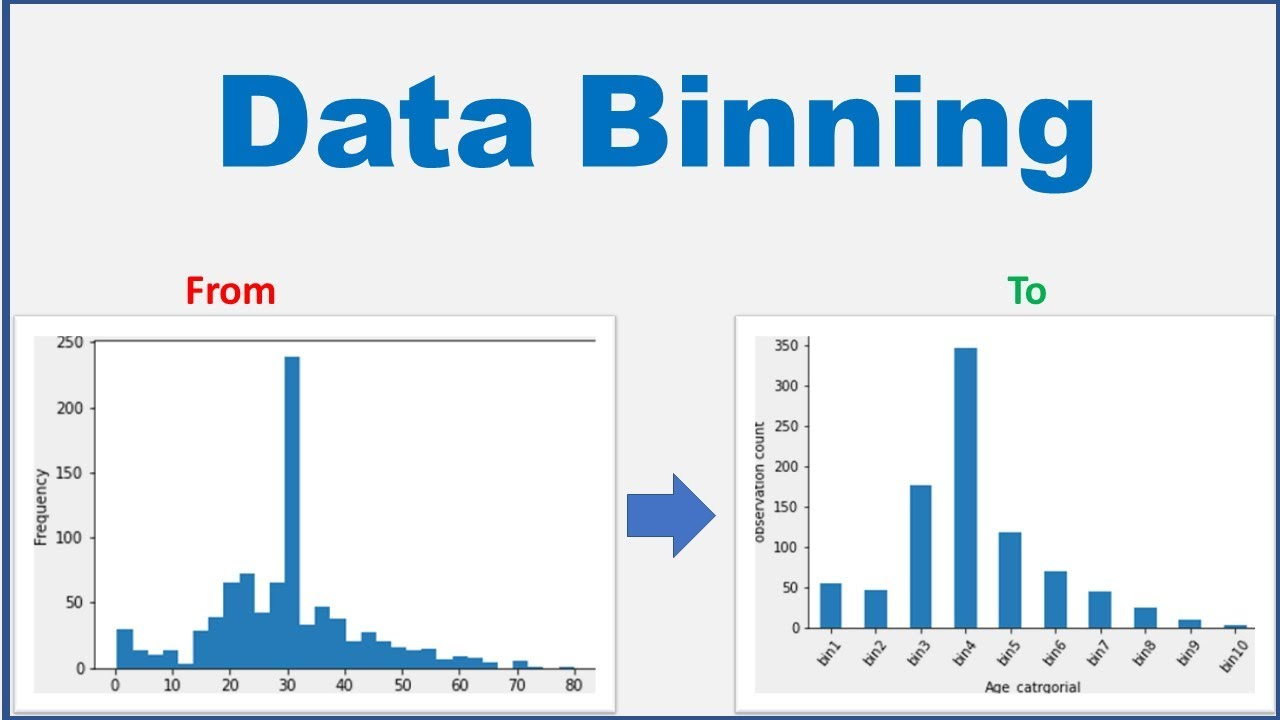 Data Binning
From
To
250
200
150
100
50
0
Frequency
0 10 20 30 40 50 60 70 80
350
300
250
200
150
100
50
0
observation count
bin1 bin2 bin3 bin4 bin5 bin6 bin7 bin8 bin9 bin10
Age catrgorial